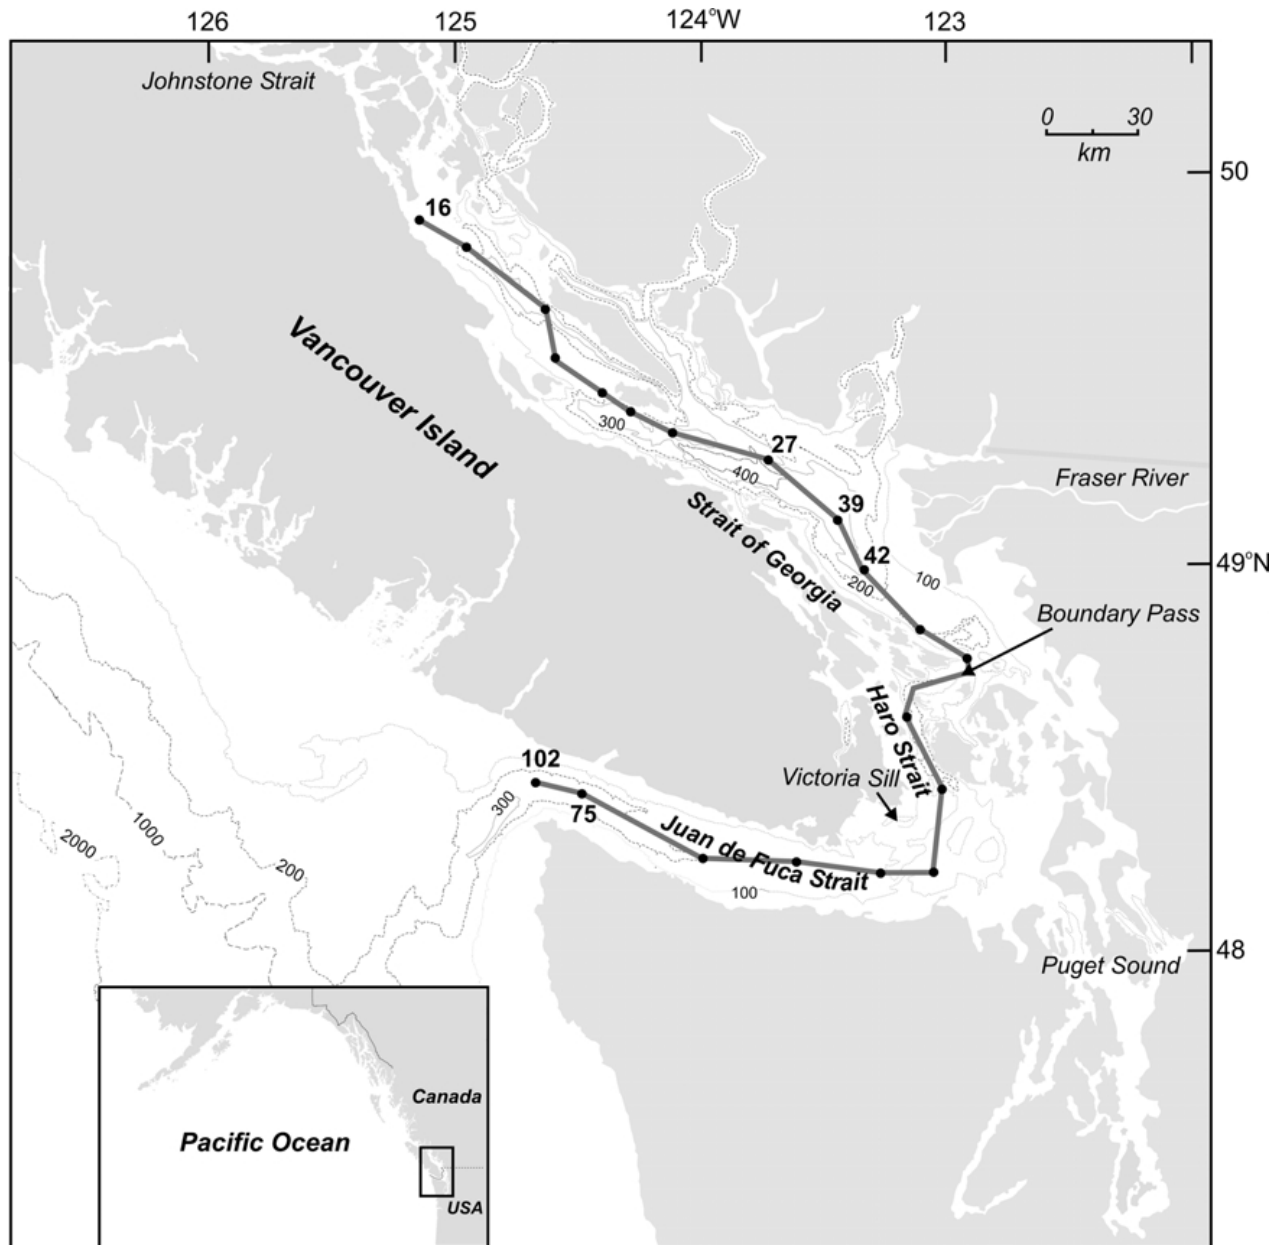 126
125
124°W
123
Johnstone Strait
0 30
km
50
16
Vancouver Island
300
27
400
Fraser River
39
Strait of Georgia
42
49°N
200
100
Boundary Pass
Haro Strait
102
Victoria Sill
300
75
Juan de Fuca Strait
2000
1000
200
100
48
Puget Sound
Canada
Pacific Ocean
USA